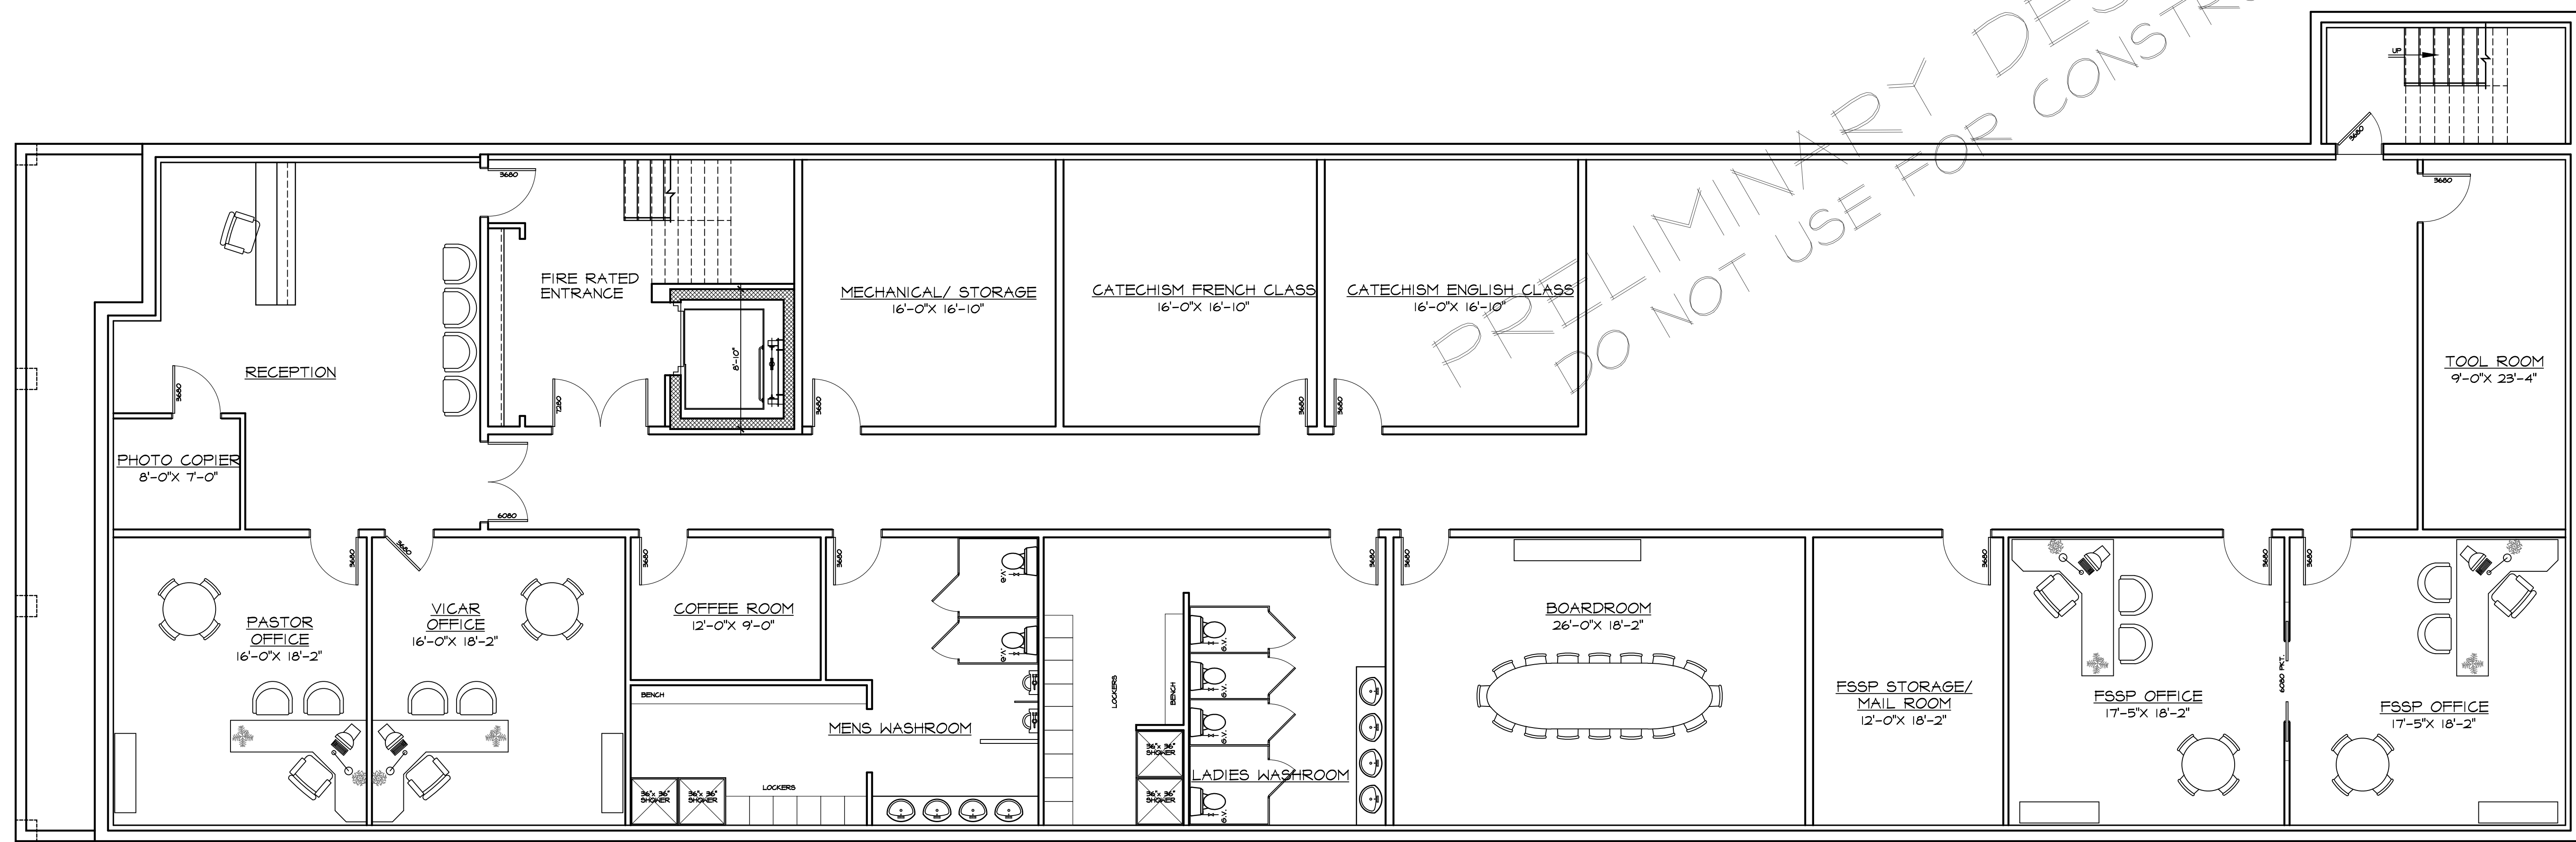 PRELIMINARY
DO NOT USE FOR
UP
3680
3680
3680
FIRE RATED
ENTRANCE
MECHANICAL/ STORAGE
16'-0"X 16'-10"
CATECHISM FRENCH CLASS
16'-0"X 16'-10"
CATECHISM ENGLISH CLASS
16'-0"X 16'-10"
RECEPTION
8'-10"
TOOL ROOM
9'-0"X 23'-4"
3680
7280
3680
3680
3680
PHOTO COPIER
8'-0"X 7'-0"
6080
3680
3680
3680
3680
3680
3680
3680
3680
3680
G.V.
G.V.
PASTOR
OFFICE
16'-0"X 18'-2"
VICAR
OFFICE
16'-0"X 18'-2"
COFFEE ROOM
12'-0"X 9'-0"
BOARDROOM
26'-0"X 18'-2"
G.V.
G.V.
G.V.
G.V.
BENCH
LOCKERS
BENCH
MENS WASHROOM
FSSP STORAGE/
MAIL ROOM
12'-0"X 18'-2"
FSSP OFFICE
17'-5"X 18'-2"
6080 PKT.
FSSP OFFICE
17'-5"X 18'-2"
36"x 36"
SHOWER
36"x 36"
SHOWER
LADIES WASHROOM
36"x 36"
SHOWER
36"x 36"
SHOWER
LOCKERS